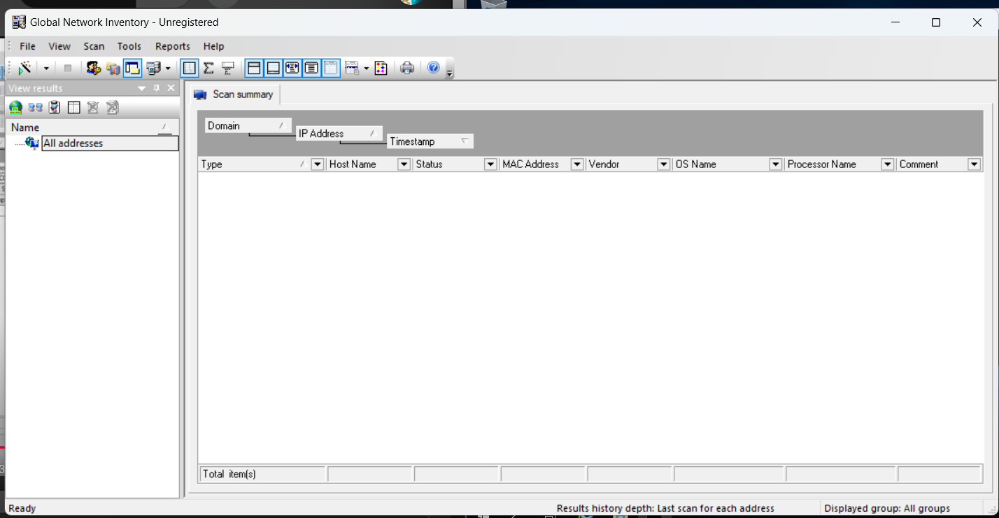 Global Network Inventory - Unregistered
File View Scan Tools Reports Help
View results
Scan summary
Name
All addresses
Domain
IP Address
Timestamp
Type Host Name Status MAC Address Vendor OS Name Processor Name Comment
Total item(s)
Ready
Results history depth: Last scan for each address
Displayed group: All groups